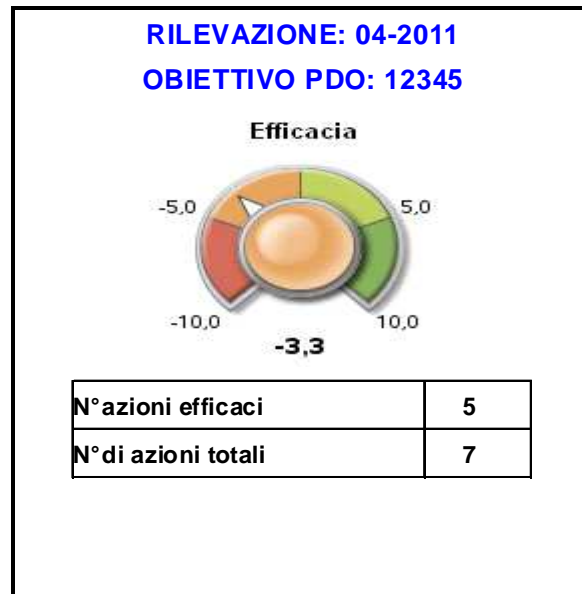 RILEVAZIONE: 04-2011
OBIETTIVO PDO: 12345
Efficacia
-5,0 5,0
-10,0 10,0
-3,3
N° azioni efficaci 5
N° di azioni totali 7